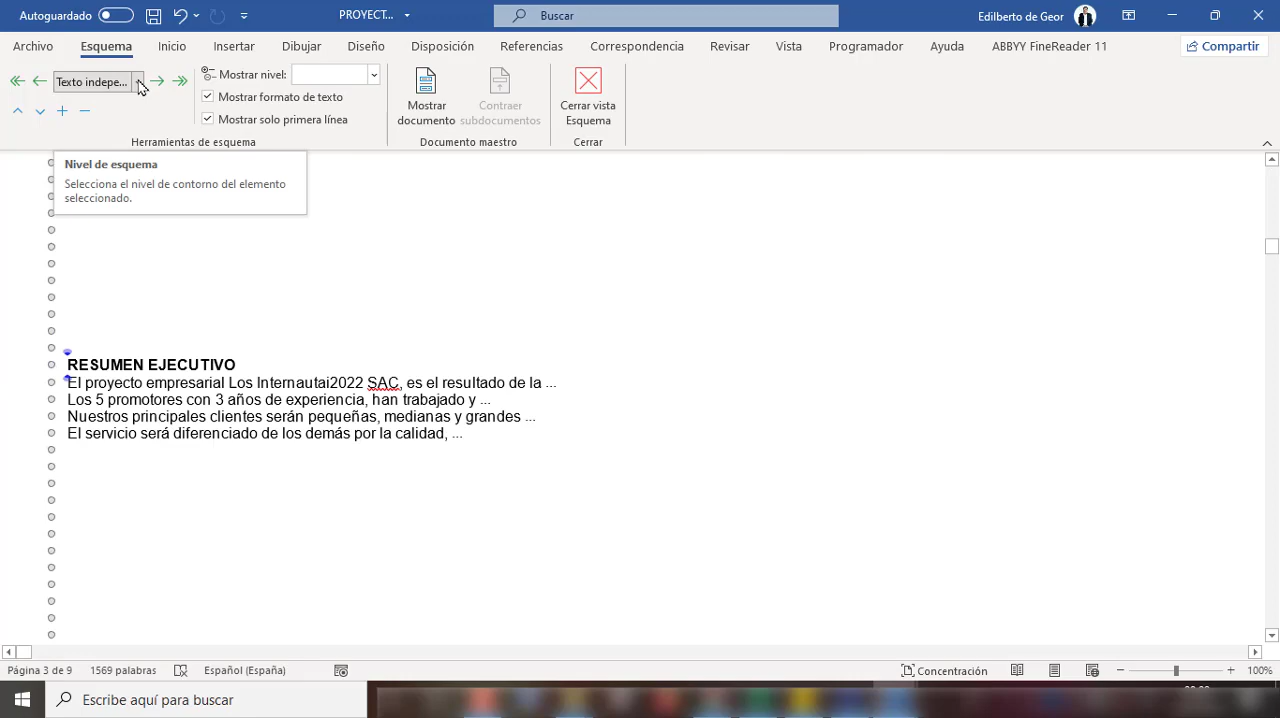 Autoguardado PROYECT... Buscar Edilberto de Geor
Archivo Esquema Inicio Insertar Dibujar Diseño Disposición Referencias Correspondencia Revisar Vista Programador Ayuda ABBYY FineReader 11 Compartir
Texto indepe... Mostrar nivel:
Mostrar formato de texto
Mostrar solo primera línea
Mostrar documento
Contraer subdocumentos
Cerrar vista Esquema
Herramientas de esquema Documento maestro Cerrar
Nivel de esquema
Selecciona el nivel de contorno del elemento
seleccionado.
RESUMEN EJECUTIVO
El proyecto empresarial Los Internautai2022 SAC, es el resultado de la ...
Los 5 promotores con 3 años de experiencia, han trabajado y ...
Nuestros principales clientes serán pequeñas, medianas y grandes ...
El servicio será diferenciado de los demás por la calidad, ...
Página 3 de 9 1569 palabras Español (España) Concentración 100%
Escribe aquí para buscar